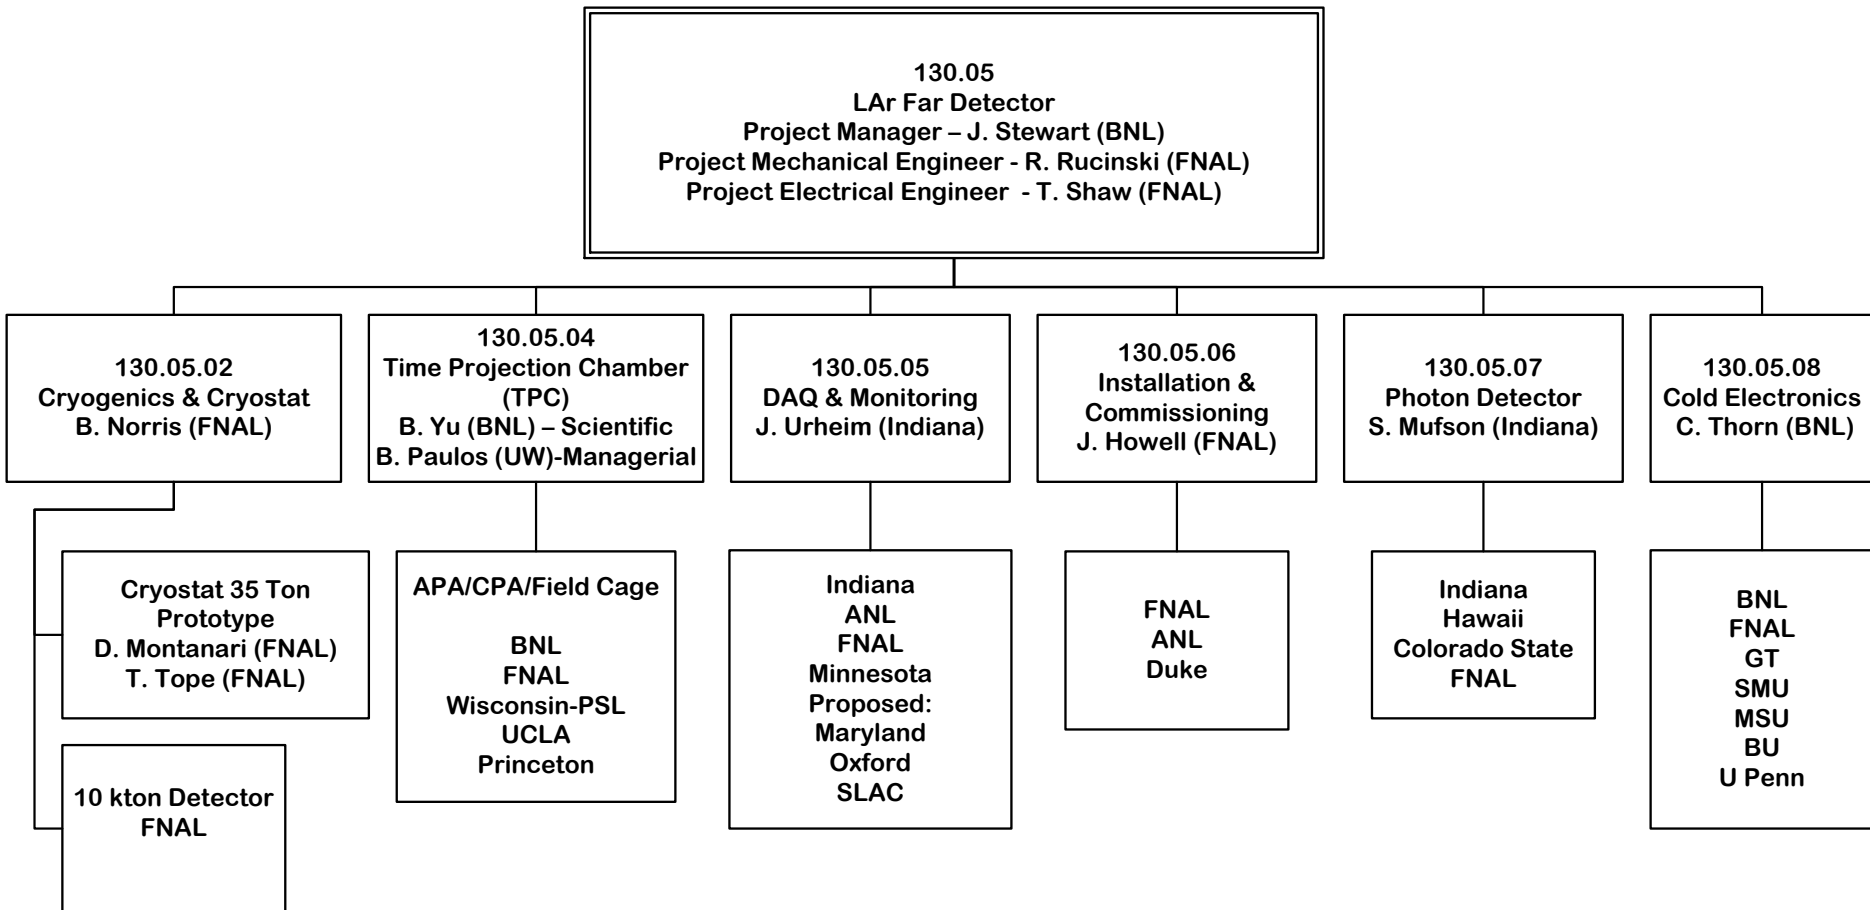 130.05
LAr Far Detector
Project Manager – J. Stewart (BNL)
Project Mechanical Engineer - R. Rucinski (FNAL)
Project Electrical Engineer  - T. Shaw (FNAL)
130.05.02
Cryogenics & Cryostat
B. Norris (FNAL)
130.05.04
Time Projection Chamber
(TPC)
B. Yu (BNL) – Scientific
B. Paulos (UW)-Managerial
130.05.05
DAQ & Monitoring
J. Urheim (Indiana)
130.05.06
Installation &
Commissioning
J. Howell (FNAL)
130.05.07
Photon Detector
S. Mufson (Indiana)
130.05.08
Cold Electronics
C. Thorn (BNL)
Cryostat 35 Ton
Prototype
D. Montanari (FNAL)
T. Tope (FNAL)
10 kton Detector
FNAL
APA/CPA/Field Cage
BNL
FNAL
Wisconsin-PSL
UCLA
Princeton
Indiana
ANL
FNAL
Minnesota
Proposed:
Maryland
Oxford
SLAC
FNAL
ANL
Duke
Indiana
Hawaii
Colorado State
FNAL
BNL
FNAL
GT
SMU
MSU
BU
U Penn